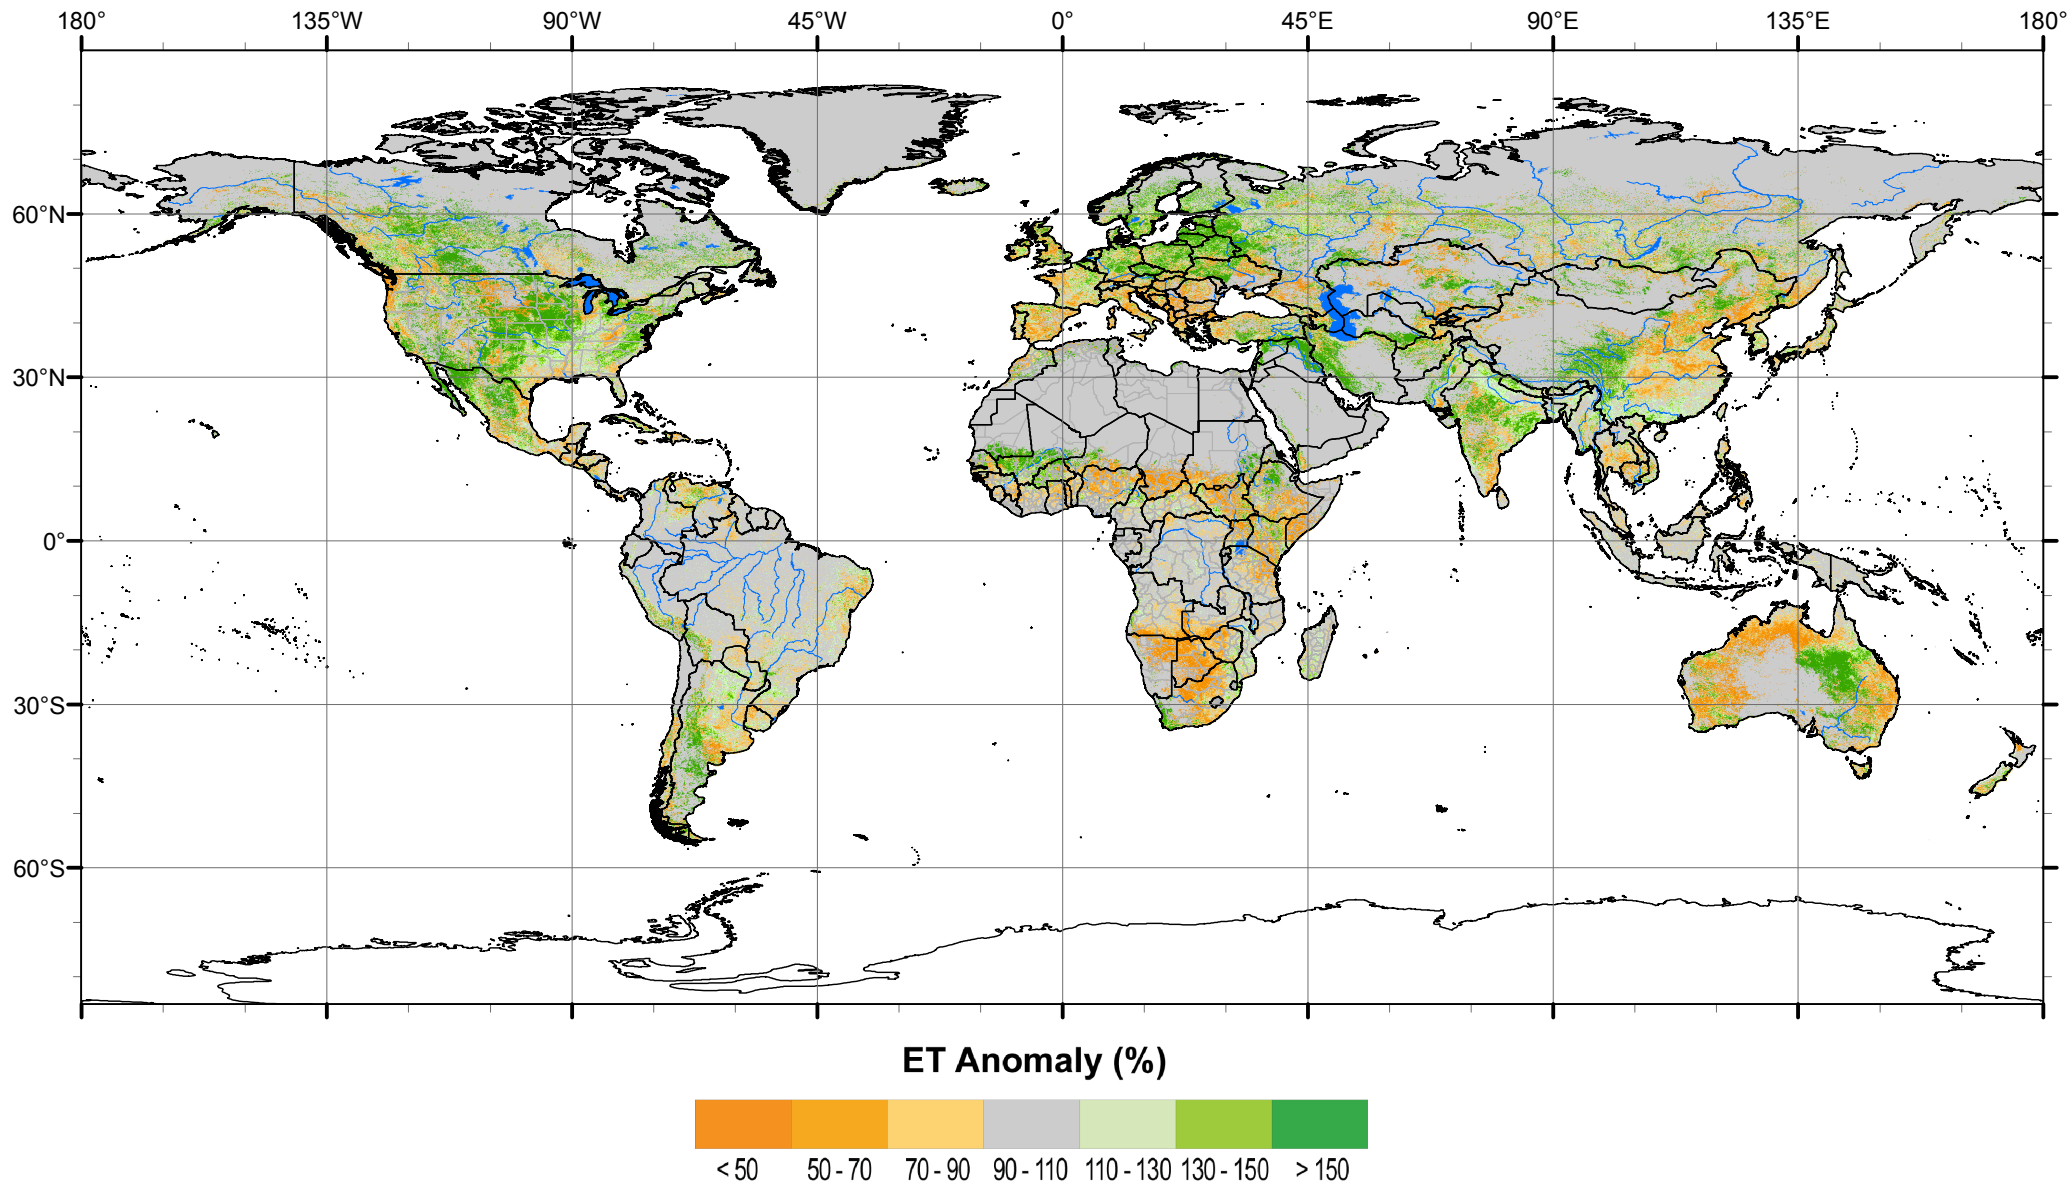 180° 135°W 90°W 45°W 0° 45°E 90°E 135°E 180°
60°N
30°N
0°
30°S
60°S
ET Anomaly (%)
< 50 50 - 70 70 - 90 90 - 110 110 - 130 130 - 150 > 150